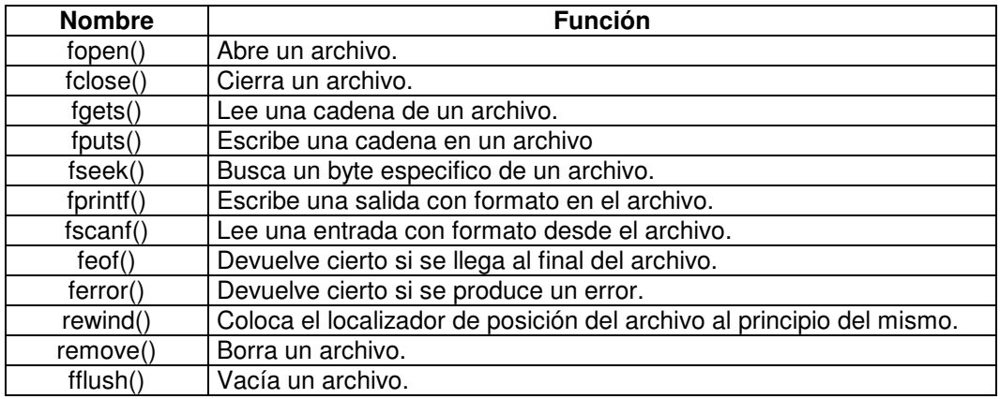 Nombre Función
fopen() Abre un archivo.
fclose() Cierra un archivo.
fgets() Lee una cadena de un archivo.
fputs() Escribe una cadena en un archivo
fseek() Busca un byte especifico de un archivo.
fprintf() Escribe una salida con formato en el archivo.
fscanf() Lee una entrada con formato desde el archivo.
feof() Devuelve cierto si se llega al final del archivo.
ferror() Devuelve cierto si se produce un error.
rewind() Coloca el localizador de posición del archivo al principio del mismo.
remove() Borra un archivo.
fflush() Vacía un archivo.